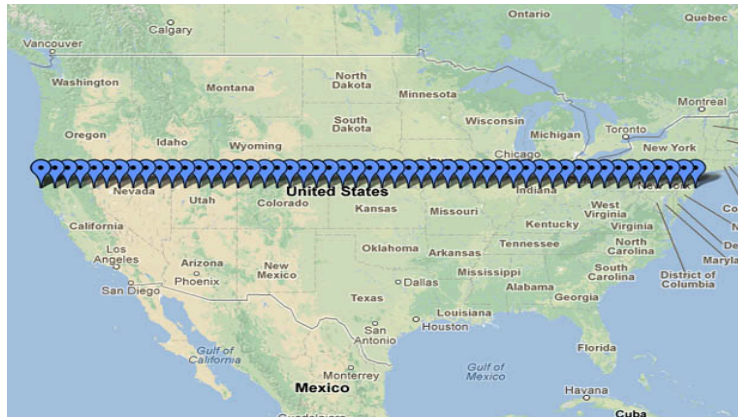 Ontario
Quebec
Calgary
Vancouver
Washington
Montana
North
Dakota
Minnesota
Montreal
South
Dakota
Wisconsin
Michigan
Toronto
Oregon
Idaho
Wyoming
Chicago
New York
Nevada
United States
Indiana
New York
Utah
Colorado
Kansas
Missouri
West
Virginia
Kentucky
Virginia
California
Los
Angeles
Arizona
New
Mexico
Oklahoma
Arkansas
Tennessee
North
Carolina
Maryla
San Diego
Phoenix
Dallas
Mississippi
Alabama
South
Carolina
District of
Columbia
Texas
Georgia
Louisiana
San
Antonio
Houston
Florida
Gulf of
California
Monterrey
Gulf of
Mexico
Mexico
Havana
Cuba